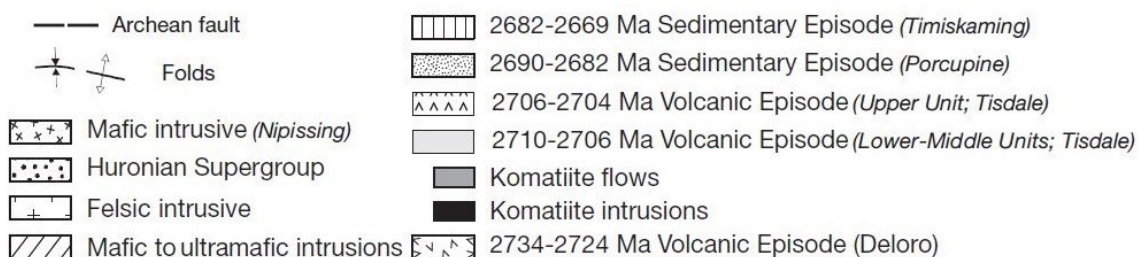 Archean fault
Folds
Mafic intrusive (Nipissing)
Huronian Supergroup
Felsic intrusive
Mafic to ultramafic intrusions
2682-2669 Ma Sedimentary Episode (Timiskaming)
2690-2682 Ma Sedimentary Episode (Porcupine)
2706-2704 Ma Volcanic Episode (Upper Unit; Tisdale)
2710-2706 Ma Volcanic Episode (Lower-Middle Units; Tisdale)
Komatiite flows
Komatiite intrusions
2734-2724 Ma Volcanic Episode (Deloro)